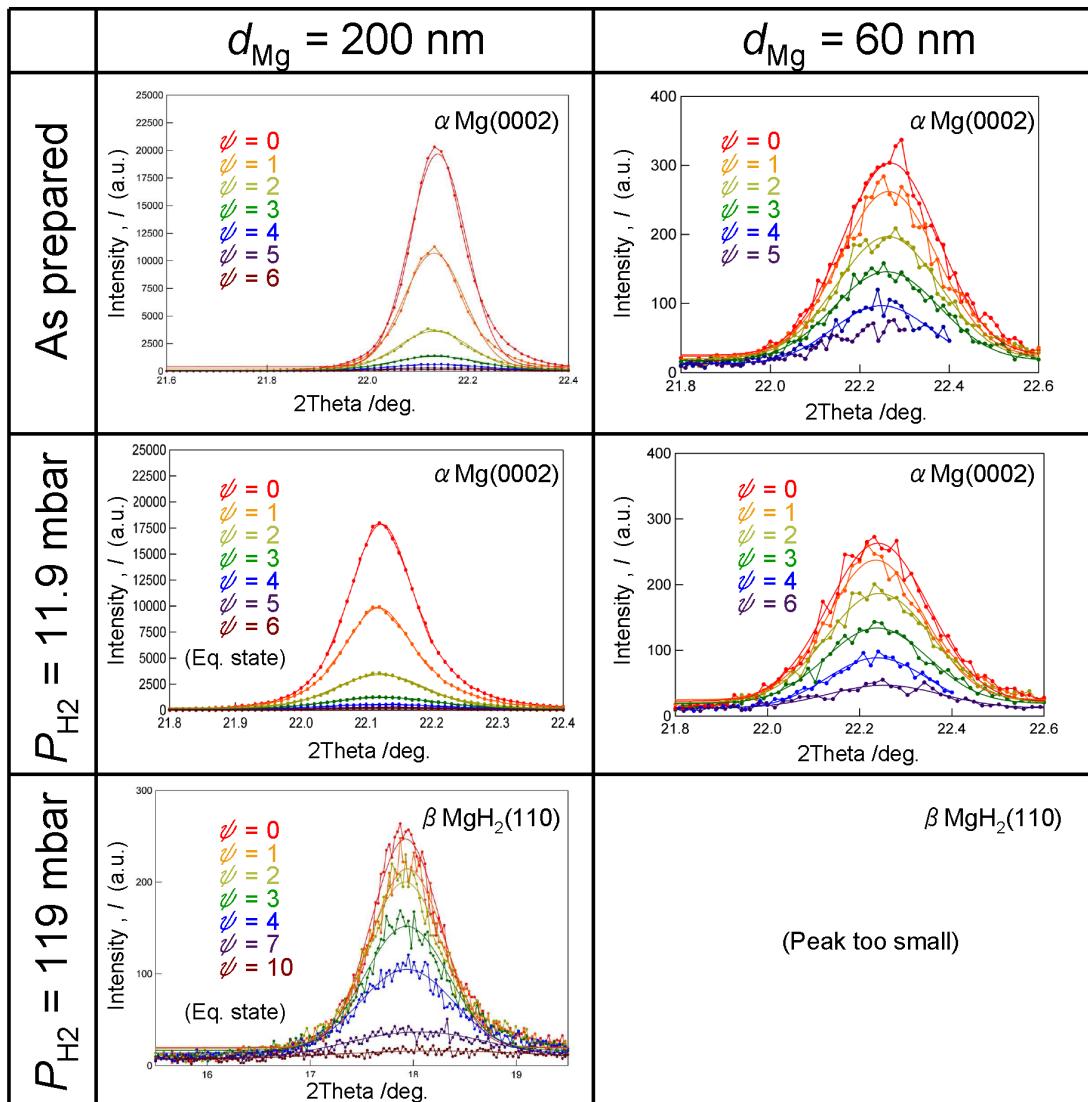 d_Mg = 200 nm
d_Mg = 60 nm
As prepared
25000
22500
20000
17500
15000
12500
10000
7500
5000
2500
0
Intensity , I (a.u.)
α Mg(0002)
ψ = 0
ψ = 1
ψ = 2
ψ = 3
ψ = 4
ψ = 5
ψ = 6
21.6
21.8
22.0
22.2
22.4
2Theta /deg.
400
300
200
100
0
Intensity , I (a.u.)
α Mg(0002)
ψ = 0
ψ = 1
ψ = 2
ψ = 3
ψ = 4
ψ = 5
21.8
22.0
22.2
22.4
22.6
2Theta /deg.
P_H2 = 11.9 mbar
25000
22500
20000
17500
15000
12500
10000
7500
5000
2500
0
Intensity , I (a.u.)
α Mg(0002)
ψ = 0
ψ = 1
ψ = 2
ψ = 3
ψ = 4
ψ = 5
ψ = 6
(Eq. state)
21.8
21.9
22.0
22.1
22.2
22.3
22.4
2Theta /deg.
400
300
200
100
0
Intensity , I (a.u.)
α Mg(0002)
ψ = 0
ψ = 1
ψ = 2
ψ = 3
ψ = 4
ψ = 6
21.8
22.0
22.2
22.4
22.6
2Theta /deg.
P_H2 = 119 mbar
300
200
100
0
Intensity , I (a.u.)
β MgH2(110)
ψ = 0
ψ = 1
ψ = 2
ψ = 3
ψ = 4
ψ = 7
ψ = 10
(Eq. state)
16
17
18
19
2Theta /deg.
β MgH2(110)
(Peak too small)